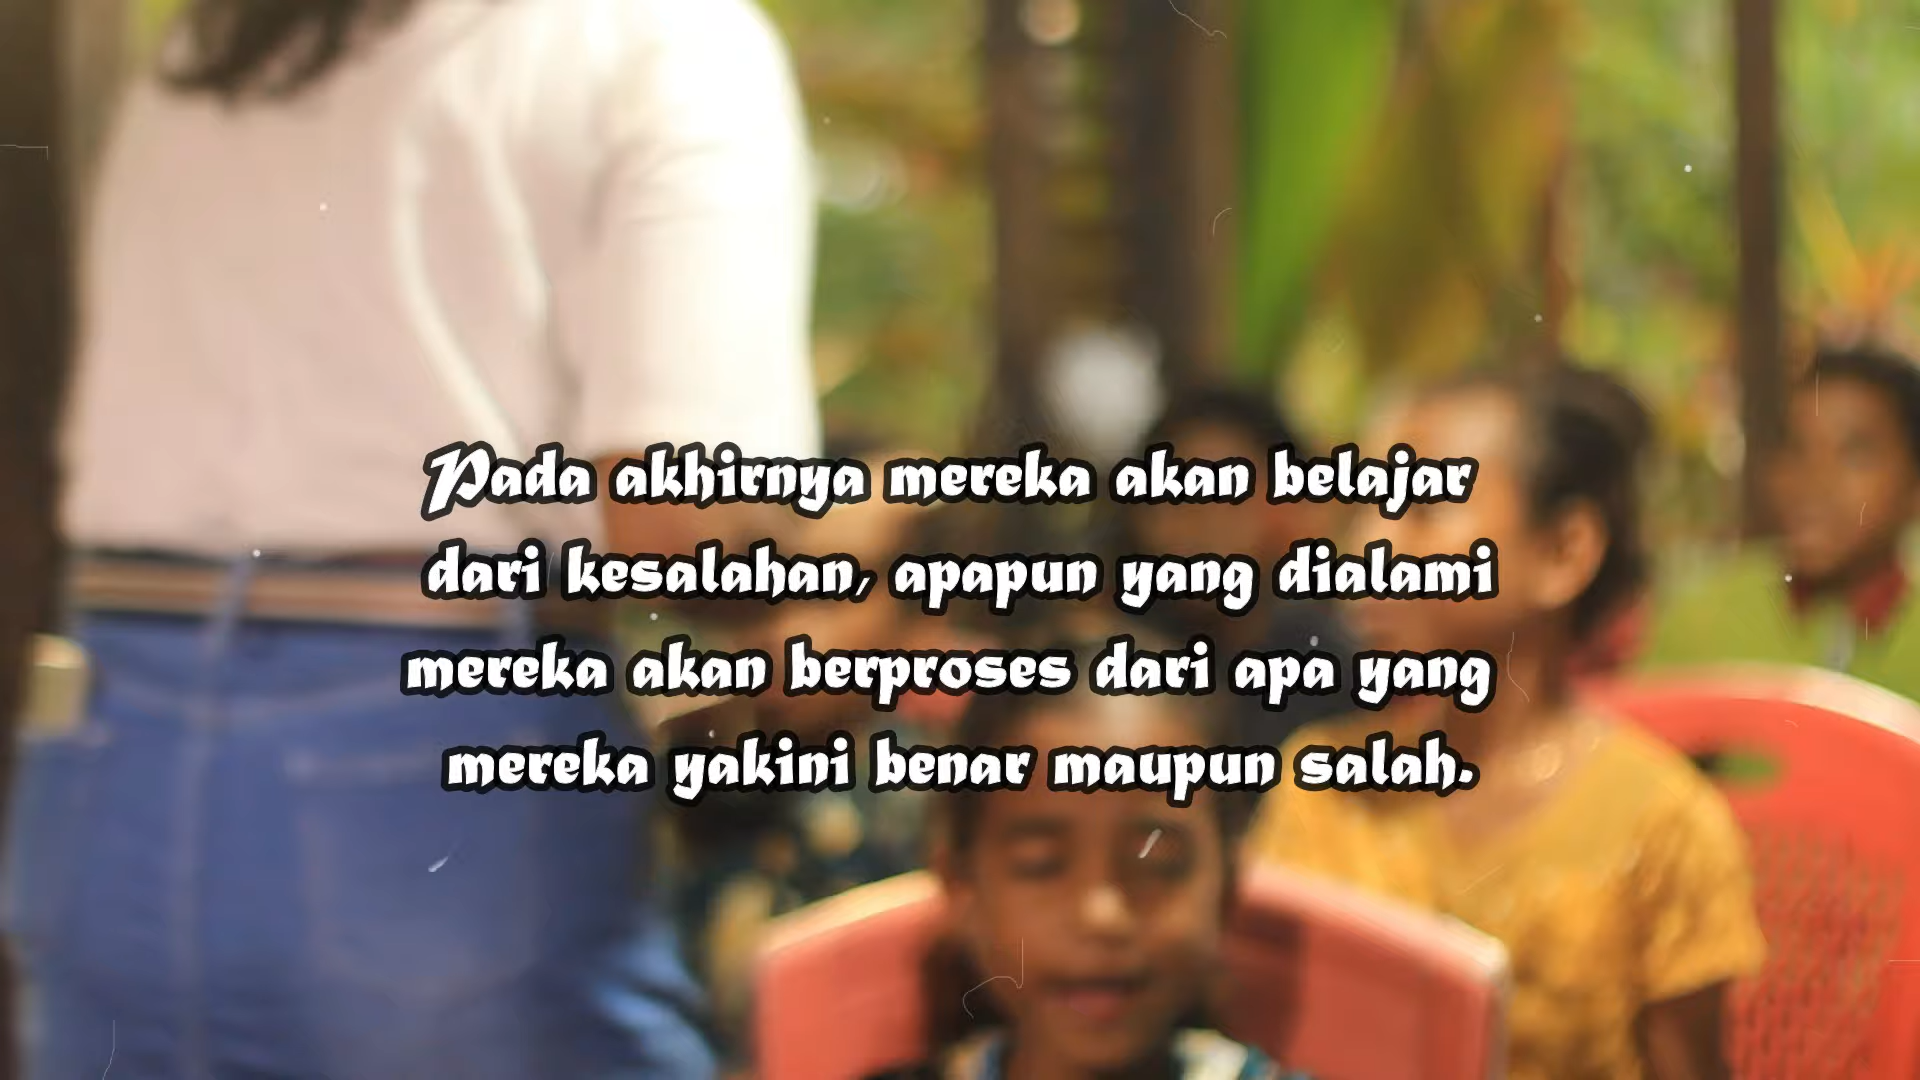 Pada akhirnya mereka akan belajar
dari kesalahan, apapun yang dialami
mereka akan berproses dari apa yang
mereka yakini benar maupun salah.